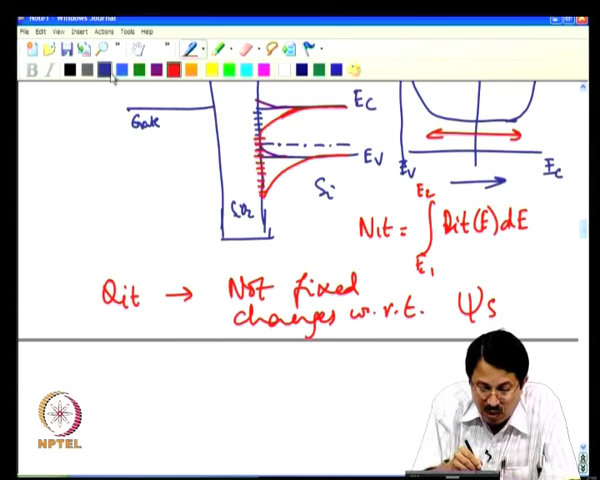 Note1 - Windows Journal
File Edit View Insert Actions Tools Help
B I
Gate
EC
EV
Si
SiO2
EV EC
E2
Nit = ∫ Dit(E)dE
E1
Qit → Not fixed
changes w.r.t. ψs
NPTEL